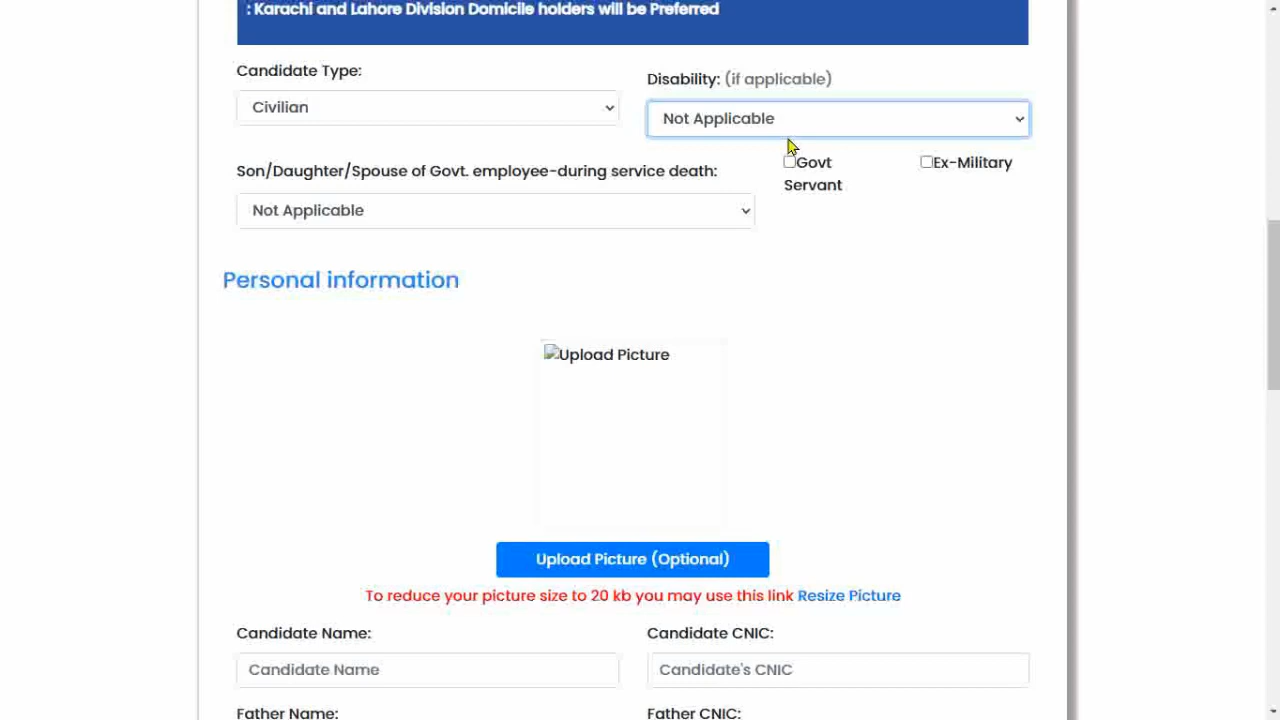 : Karachi and Lahore Division Domicile holders will be Preferred
Candidate Type:
Disability: (if applicable)
Civilian
Not Applicable
Son/Daughter/Spouse of Govt. employee-during service death:
Govt Servant
Ex-Military
Not Applicable
Personal information
Upload Picture
Upload Picture (Optional)
To reduce your picture size to 20 kb you may use this link Resize Picture
Candidate Name:
Candidate CNIC:
Candidate Name
Candidate's CNIC
Father Name:
Father CNIC: